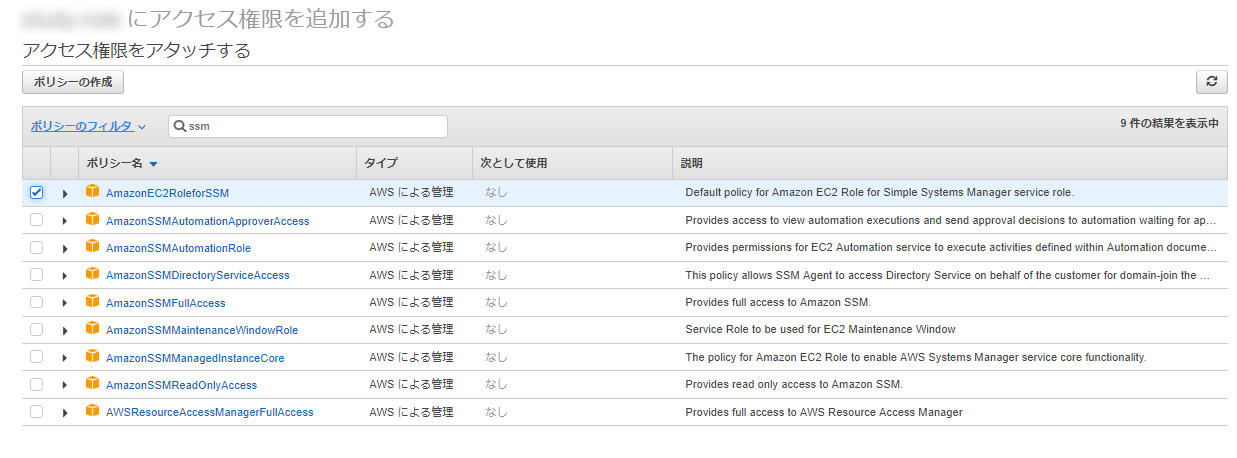 にアクセス権限を追加する
アクセス権限をアタッチする
ポリシーの作成
ポリシーのフィルタ ssm 9 件の結果を表示中
ポリシー名 タイプ 次として使用 説明
AmazonEC2RoleforSSM AWS による管理 なし Default policy for Amazon EC2 Role for Simple Systems Manager service role.
AmazonSSMAutomationApproverAccess AWS による管理 なし Provides access to view automation executions and send approval decisions to automation waiting for ap…
AmazonSSMAutomationRole AWS による管理 なし Provides permissions for EC2 Automation service to execute activities defined within Automation docume…
AmazonSSMDirectoryServiceAccess AWS による管理 なし This policy allows SSM Agent to access Directory Service on behalf of the customer for domain-join the …
AmazonSSMFullAccess AWS による管理 なし Provides full access to Amazon SSM.
AmazonSSMMaintenanceWindowRole AWS による管理 なし Service Role to be used for EC2 Maintenance Window
AmazonSSMManagedInstanceCore AWS による管理 なし The policy for Amazon EC2 Role to enable AWS Systems Manager service core functionality.
AmazonSSMReadOnlyAccess AWS による管理 なし Provides read only access to Amazon SSM.
AWSResourceAccessManagerFullAccess AWS による管理 なし Provides full access to AWS Resource Access Manager